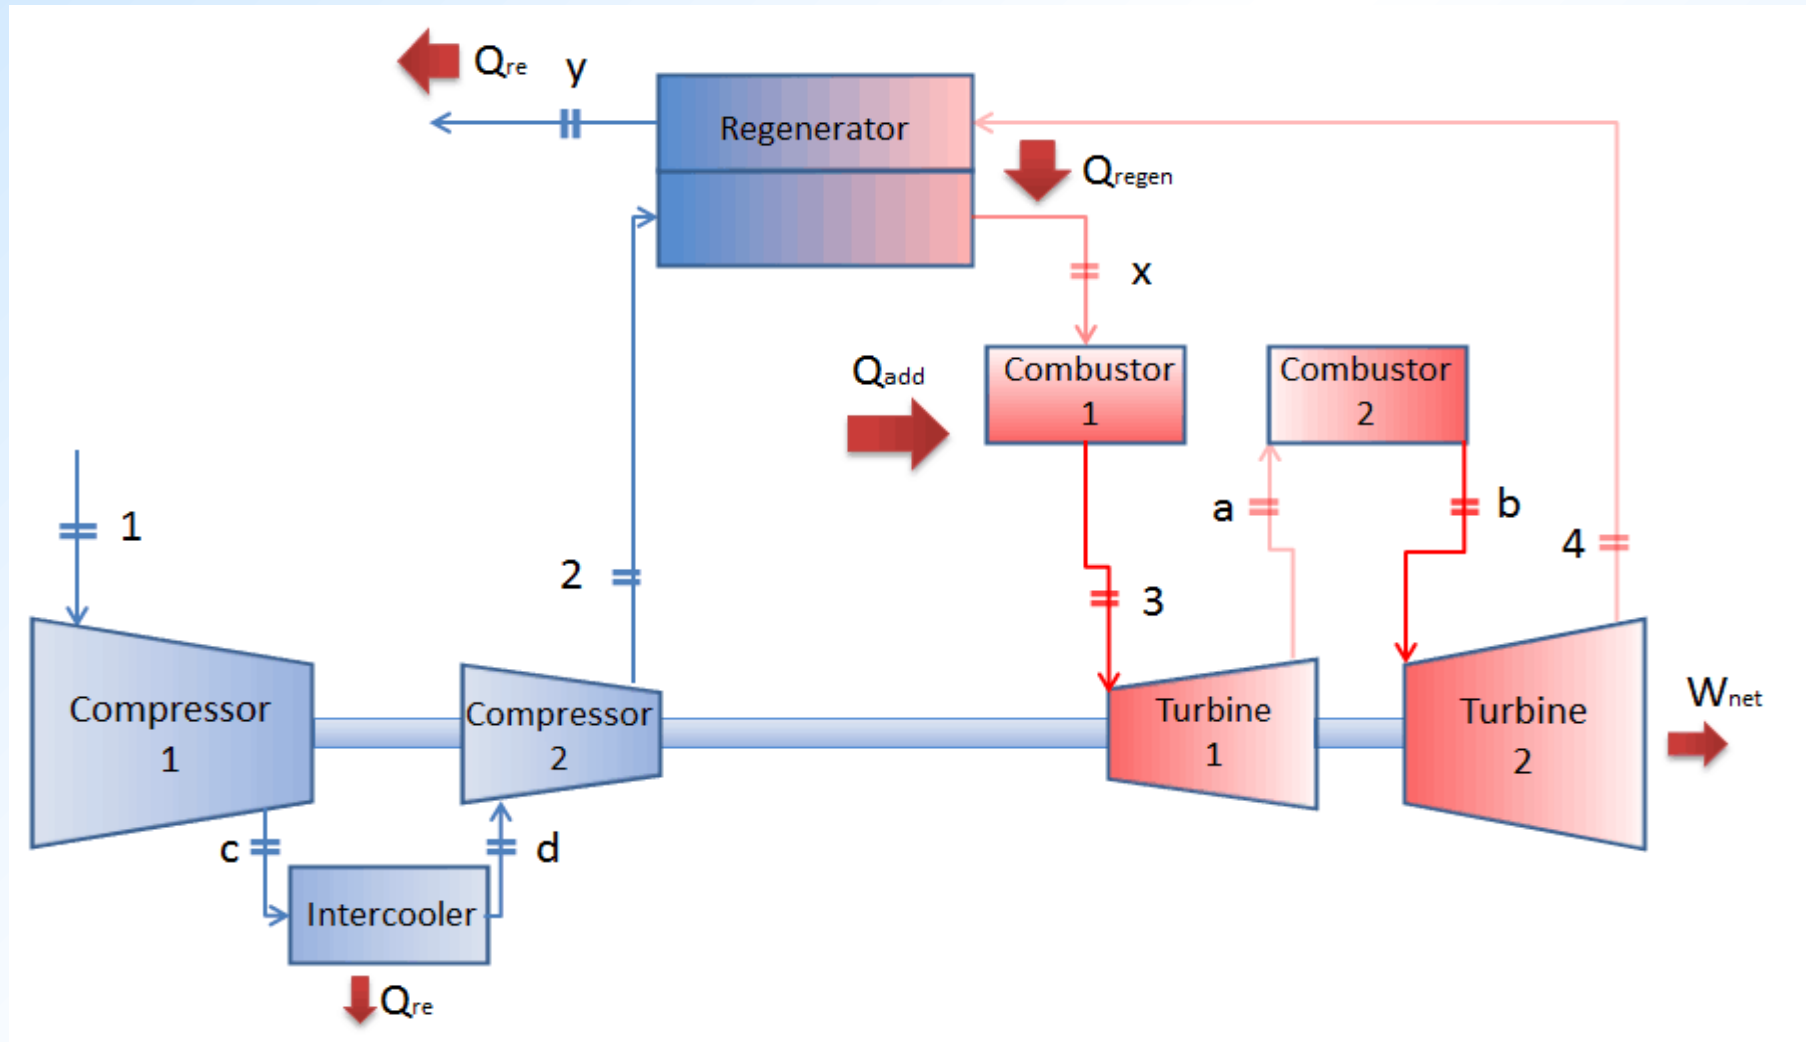 Qre
y
Regenerator
Qregen
x
Qadd
Combustor
1
Combustor
2
a
b
1
2
3
4
Compressor
1
Compressor
2
Turbine
1
Turbine
2
Wnet
c
d
Intercooler
Qre